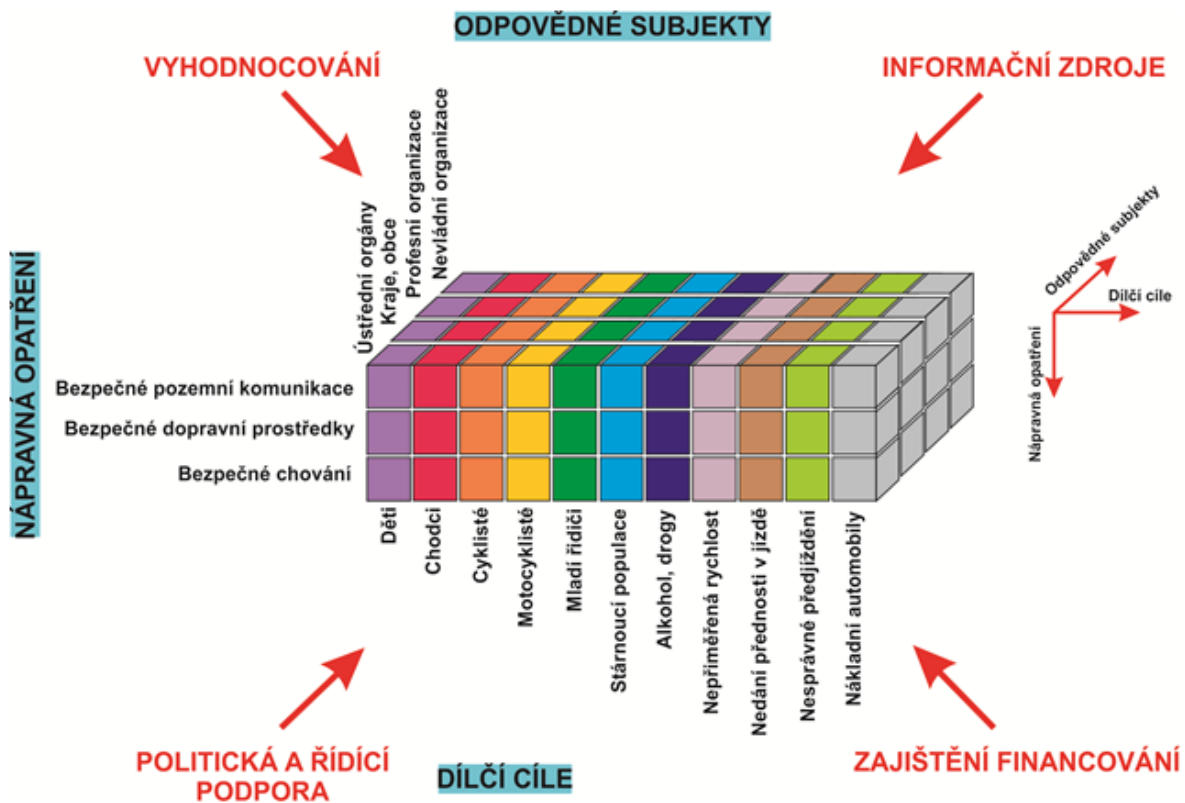 ODPOVĚDNÉ SUBJEKTY
VYHODNOCOVÁNÍ
INFORMAČNÍ ZDROJE
Ústřední orgány
Kraje, obce
Profesní organizace
Nevládní organizace
NÁPRAVNÁ OPATŘENÍ
Bezpečné pozemní komunikace
Bezpečné dopravní prostředky
Bezpečné chování
Odpovědné subjekty
Dílčí cíle
Nápravná opatření
Děti
Chodci
Cyklisté
Motocyklisté
Mladí řidiči
Stárnoucí populace
Alkohol, drogy
Nepřiměřená rychlost
Nedání přednosti v jízdě
Nesprávné předjíždění
Nákladní automobily
POLITICKÁ A ŘÍDÍCÍ
PODPORA
DÍLČÍ CÍLE
ZAJIŠTĚNÍ FINANCOVÁNÍ